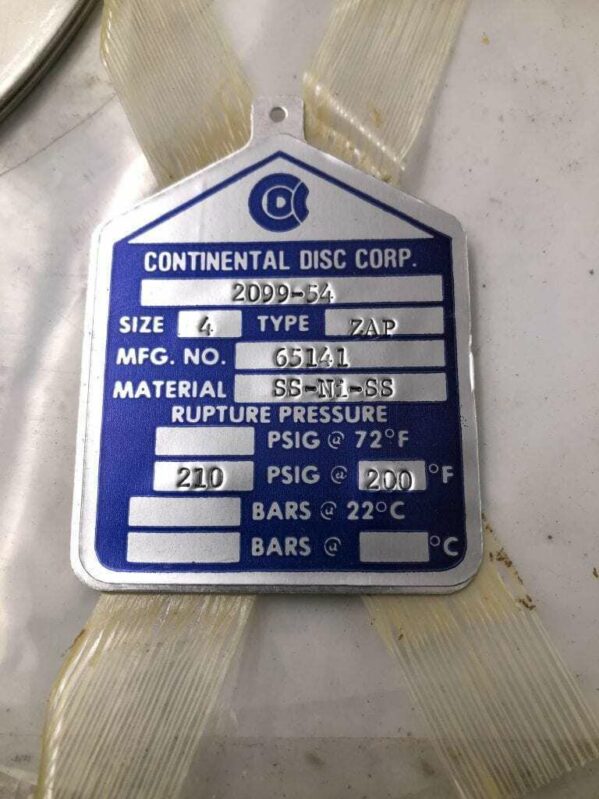 CDC
CONTINENTAL DISC CORP.
2099-54
SIZE 4 TYPE ZAP
MFG. NO. 65141
MATERIAL SS-Ni-SS
RUPTURE PRESSURE
PSIG @ 72°F
210 PSIG @ 200 °F
BARS @ 22°C
BARS @ °C